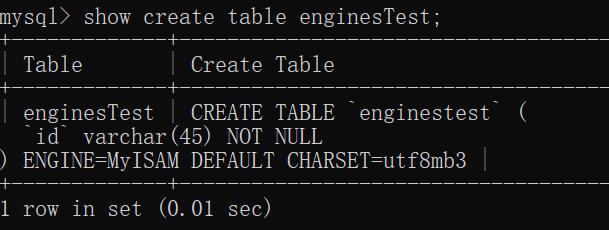 mysql> show create table enginesTest;
+-------------+------------------------------------
| Table | Create Table
+-------------+------------------------------------
| enginesTest | CREATE TABLE `enginestest` (
`id` varchar(45) NOT NULL
) ENGINE=MyISAM DEFAULT CHARSET=utf8mb3 |
+-------------+------------------------------------
1 row in set (0.01 sec)